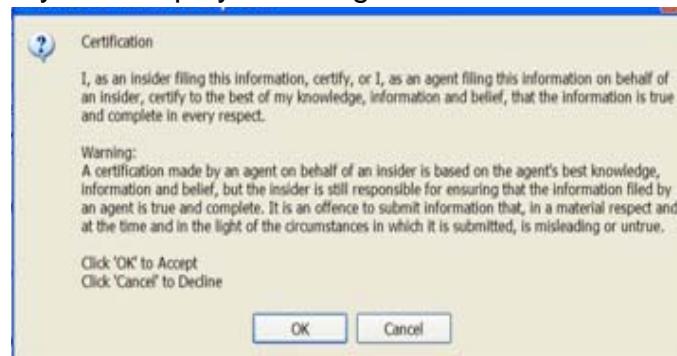 Certification
I, as an insider filing this information, certify, or I, as an agent filing this information on behalf of
an insider, certify to the best of my knowledge, information and belief, that the information is true
and complete in every respect.
Warning:
A certification made by an agent on behalf of an insider is based on the agent's best knowledge,
information and belief, but the insider is still responsible for ensuring that the information filed by
an agent is true and complete. It is an offence to submit information that, in a material respect and
at the time and in the light of the circumstances in which it is submitted, is misleading or untrue.
Click 'OK' to Accept
Click 'Cancel' to Decline
OK Cancel